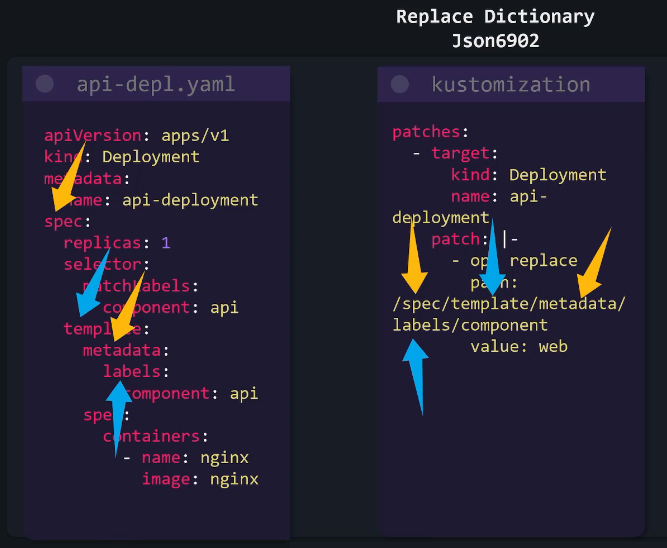 Replace Dictionary
Json6902
api-depl.yaml
apiVersion: apps/v1
kind: Deployment
metadata:
name: api-deployment
spec:
replicas: 1
selector:
matchLabels:
component: api
template:
metadata:
labels:
component: api
spec:
containers:
- name: nginx
image: nginx
kustomization
patches:
- target:
kind: Deployment
name: api-
deployment
patch: |-
- op: replace
path:
/spec/template/metadata/
labels/component
value: web